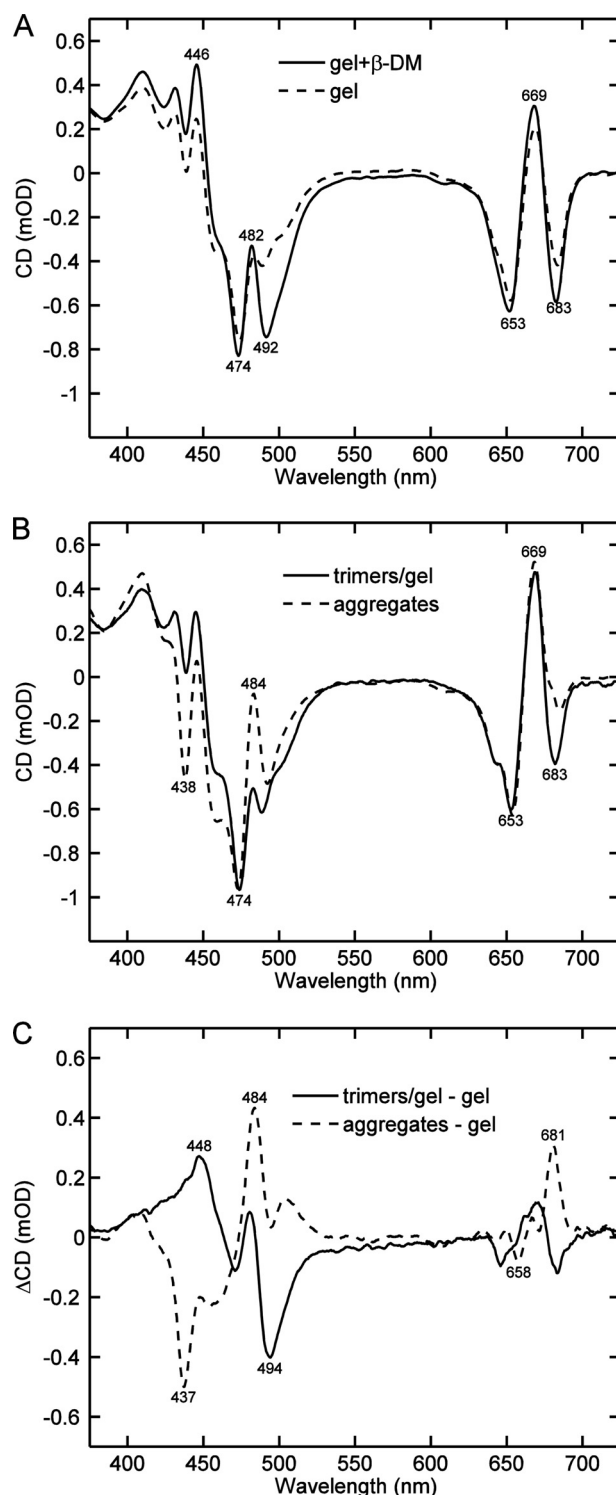 A
0.6
0.4
0.2
0
-0.2
-0.4
-0.6
-0.8
-1
CD (mOD)
446
gel+β-DM
gel
669
482
492
474
653
683
400 450 500 550 600 650 700
Wavelength (nm)
B
0.6
0.4
0.2
0
-0.2
-0.4
-0.6
-0.8
-1
CD (mOD)
669
trimers/gel
aggregates
484
438
683
653
474
400 450 500 550 600 650 700
Wavelength (nm)
C
0.6
0.4
0.2
0
-0.2
-0.4
-0.6
ΔCD (mOD)
484
trimers/gel - gel
aggregates - gel
448
681
658
494
437
400 450 500 550 600 650 700
Wavelength (nm)